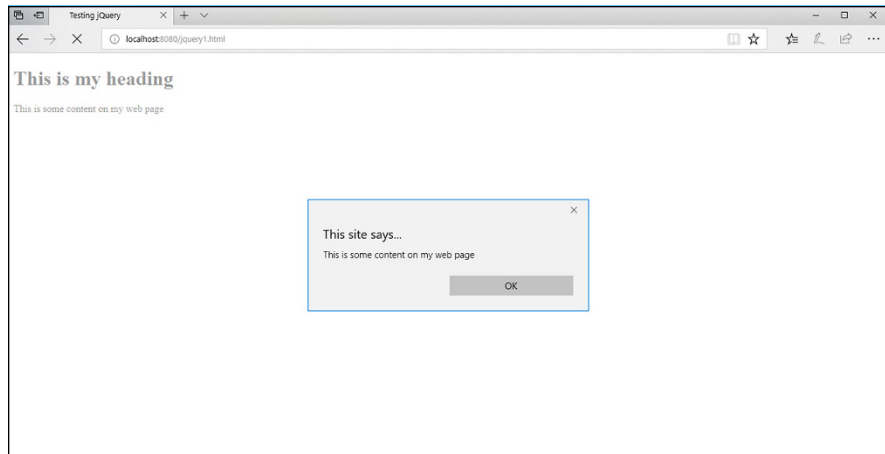 Testing jQuery
localhost:8080/jquery1.html
This is my heading
This is some content on my web page
This site says...
This is some content on my web page
OK